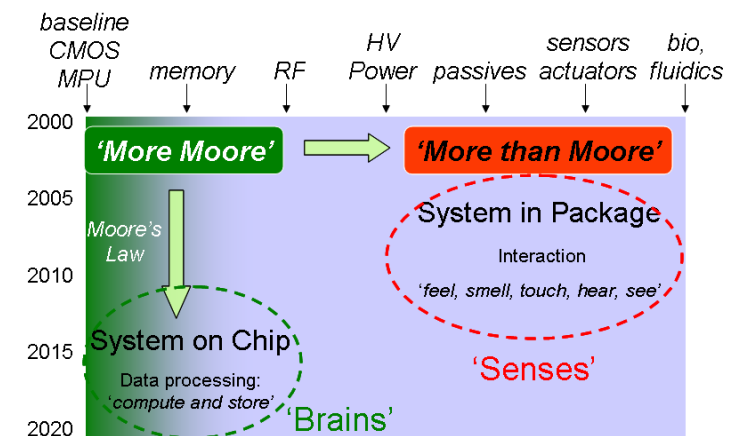 baseline
CMOS
MPU
memory
RF
HV
Power
passives
sensors
actuators
bio,
fluidics
2000
'More Moore'
'More than Moore'
2005
System in Package
Moore's
Law
Interaction
2010
'feel, smell, touch, hear, see'
System on Chip
2015
'Senses'
Data processing:
'compute and store'
'Brains'
2020